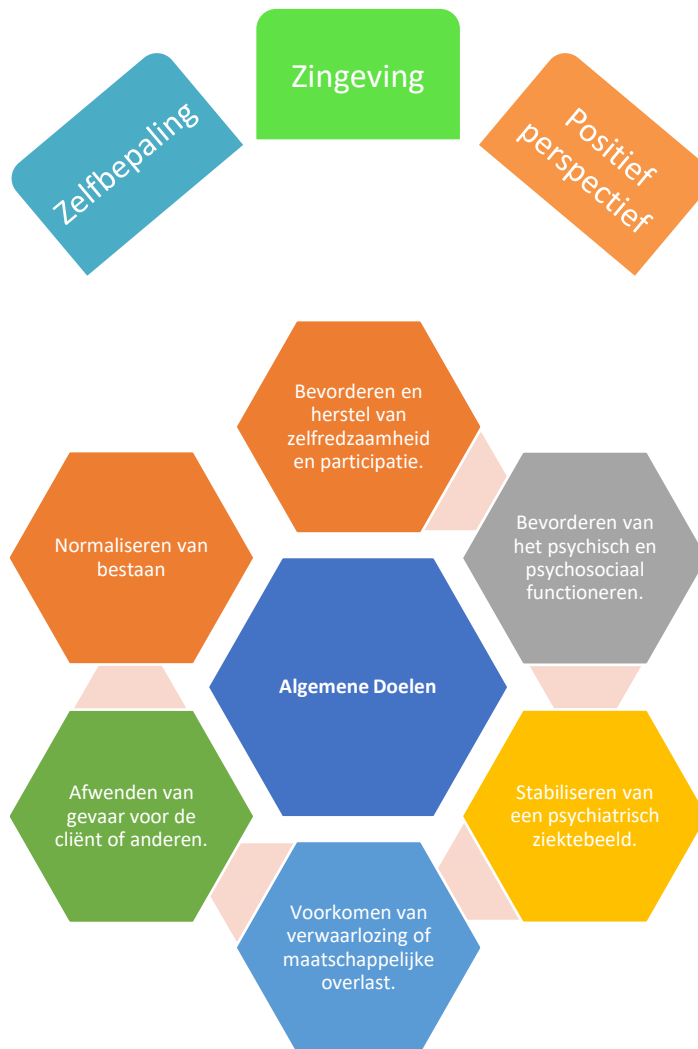 Zelfbepaling
Zingeving
Positief
perspectief
Bevorderen en
herstel van
zelfredzaamheid
en participatie.
Normaliseren van
bestaan
Bevorderen van
het psychisch en
psychosociaal
functioneren.
Algemene Doelen
Afwenden van
gevaar voor de
cliënt of anderen.
Stabiliseren van
een psychiatrisch
ziektebeeld.
Voorkomen van
verwaarlozing of
maatschappelijke
overlast.